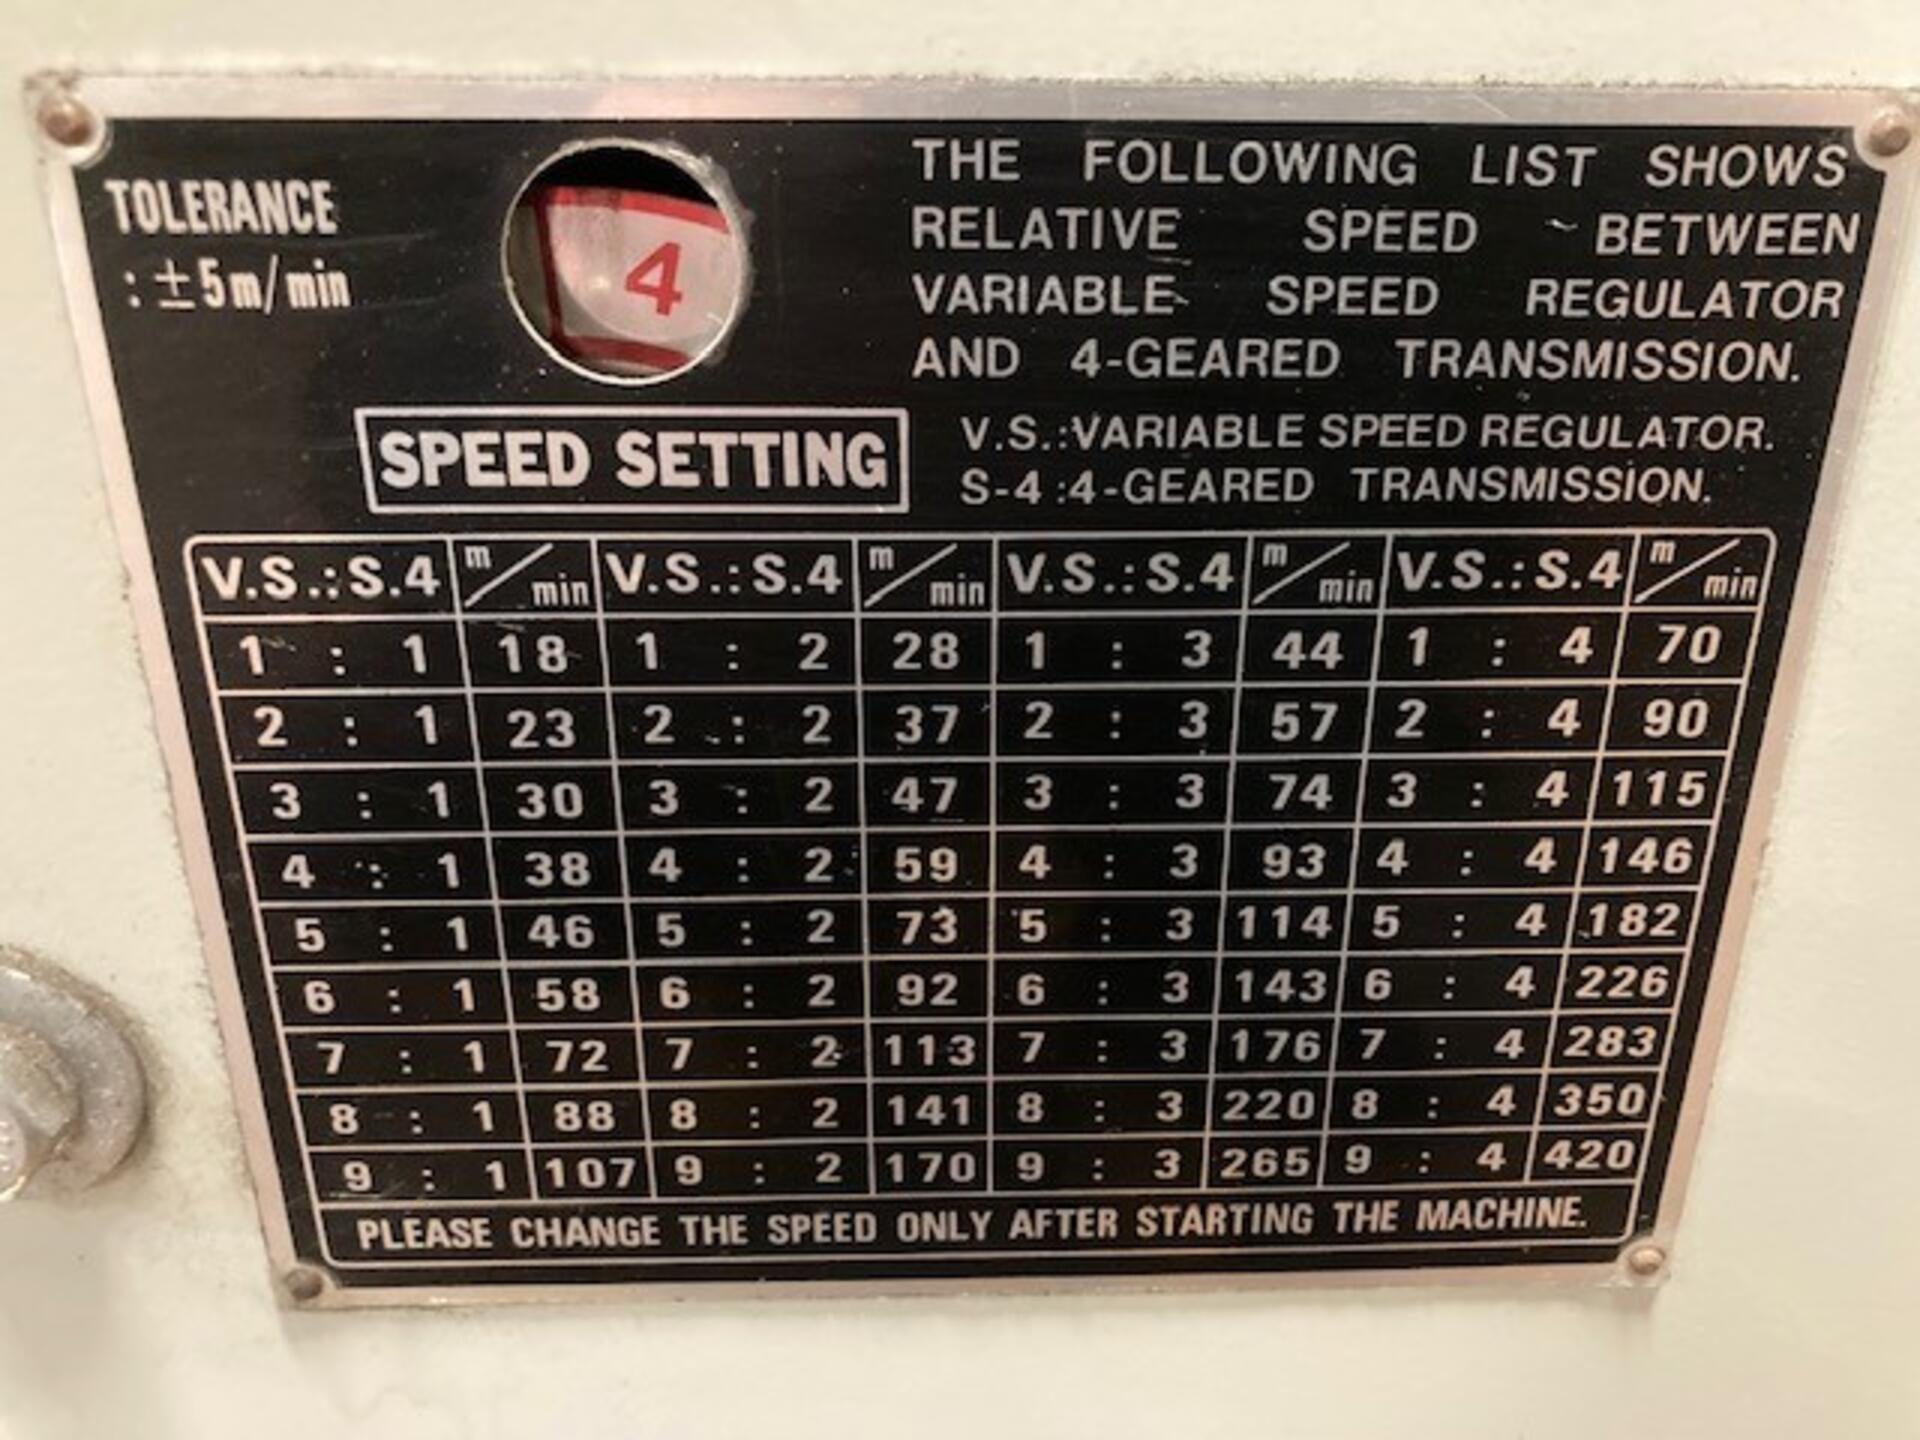 TOLERANCE
: ±5m/min
4
THE FOLLOWING LIST SHOWS
RELATIVE SPEED BETWEEN
VARIABLE SPEED REGULATOR
AND 4-GEARED TRANSMISSION.
SPEED SETTING
V.S.:VARIABLE SPEED REGULATOR.
S-4:4-GEARED TRANSMISSION.
V.S.:S.4 m/min V.S.:S.4 m/min V.S.:S.4 m/min V.S.:S.4 m/min
1 : 1 18 1 : 2 28 1 : 3 44 1 : 4 70
2 : 1 23 2 : 2 37 2 : 3 57 2 : 4 90
3 : 1 30 3 : 2 47 3 : 3 74 3 : 4 115
4 : 1 38 4 : 2 59 4 : 3 93 4 : 4 146
5 : 1 46 5 : 2 73 5 : 3 114 5 : 4 182
6 : 1 58 6 : 2 92 6 : 3 143 6 : 4 226
7 : 1 72 7 : 2 113 7 : 3 176 7 : 4 283
8 : 1 88 8 : 2 141 8 : 3 220 8 : 4 350
9 : 1 107 9 : 2 170 9 : 3 265 9 : 4 420
PLEASE CHANGE THE SPEED ONLY AFTER STARTING THE MACHINE.